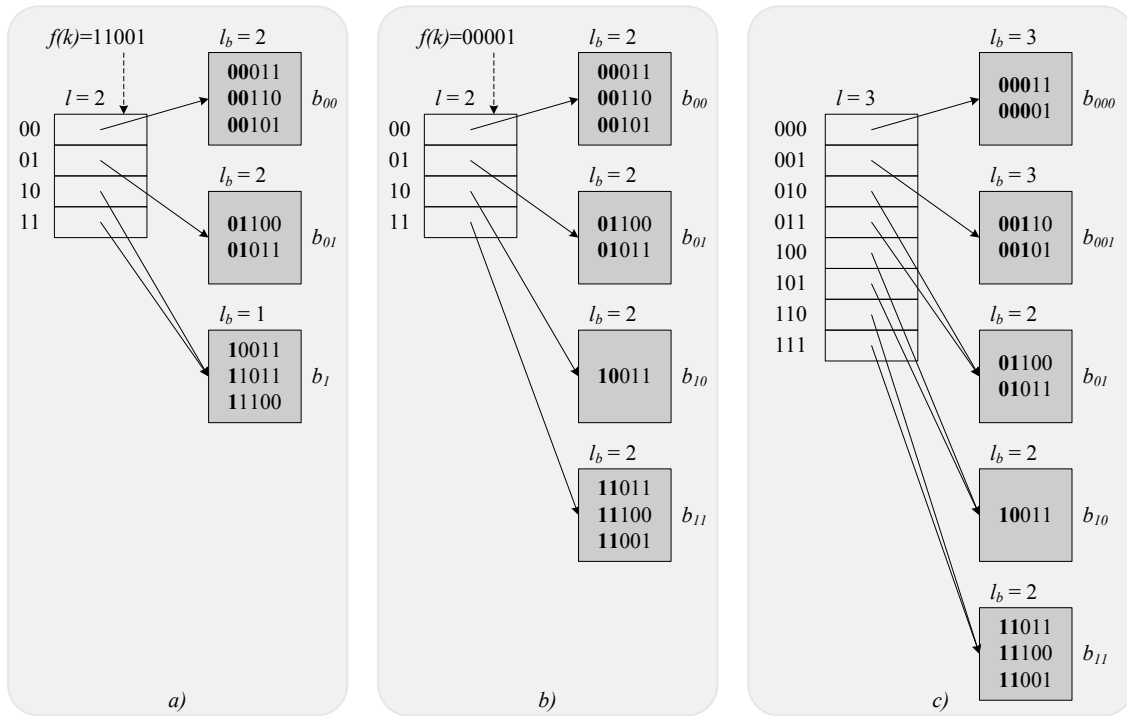 f(k)=11001
l_b = 2
00011
00110
00101
b_00
l = 2
00
01
10
11
l_b = 2
01100
01011
b_01
l_b = 1
10011
11011
11100
b_1
a)
f(k)=00001
l_b = 2
00011
00110
00101
b_00
l = 2
00
01
10
11
l_b = 2
01100
01011
b_01
l_b = 2
10011
b_10
l_b = 2
11011
11100
11001
b_11
b)
l_b = 3
00011
00001
b_000
l = 3
000
001
010
011
100
101
110
111
l_b = 3
00110
00101
b_001
l_b = 2
01100
01011
b_01
l_b = 2
10011
b_10
l_b = 2
11011
11100
11001
b_11
c)